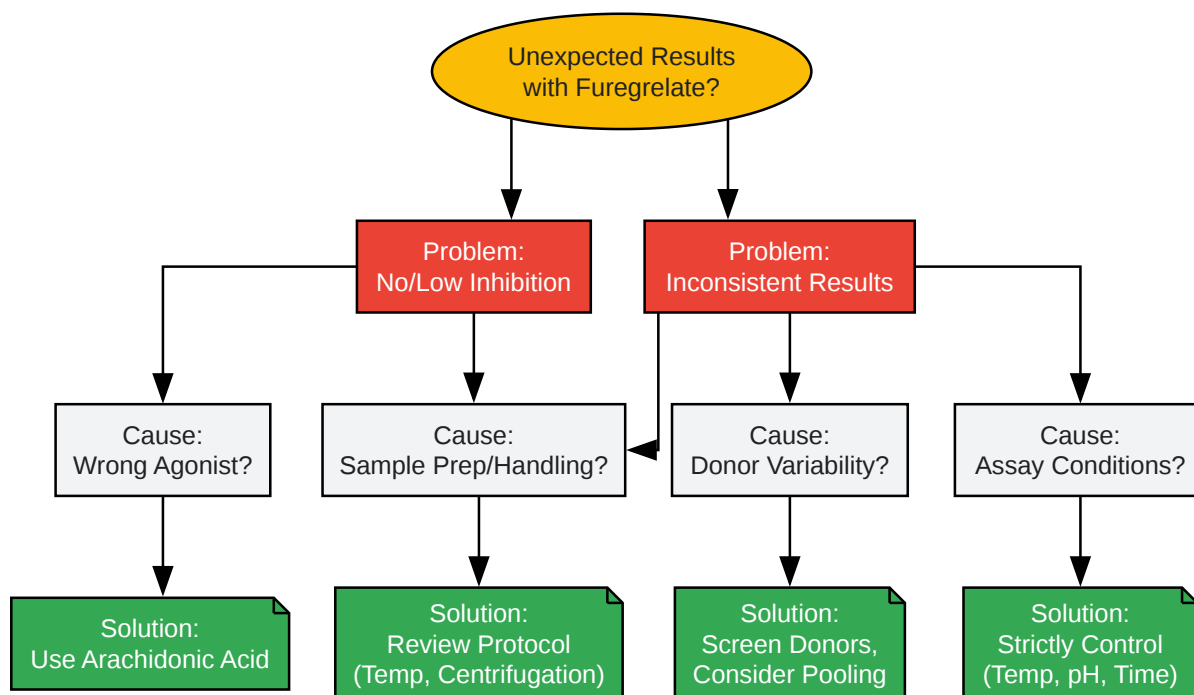 Unexpected Results
with Furegrelate?
Problem:
No/Low Inhibition
Problem:
Inconsistent Results
Cause:
Wrong Agonist?
Cause:
Sample Prep/Handling?
Cause:
Donor Variability?
Cause:
Assay Conditions?
Solution:
Use Arachidonic Acid
Solution:
Review Protocol
(Temp, Centrifugation)
Solution:
Screen Donors,
Consider Pooling
Solution:
Strictly Control
(Temp, pH, Time)